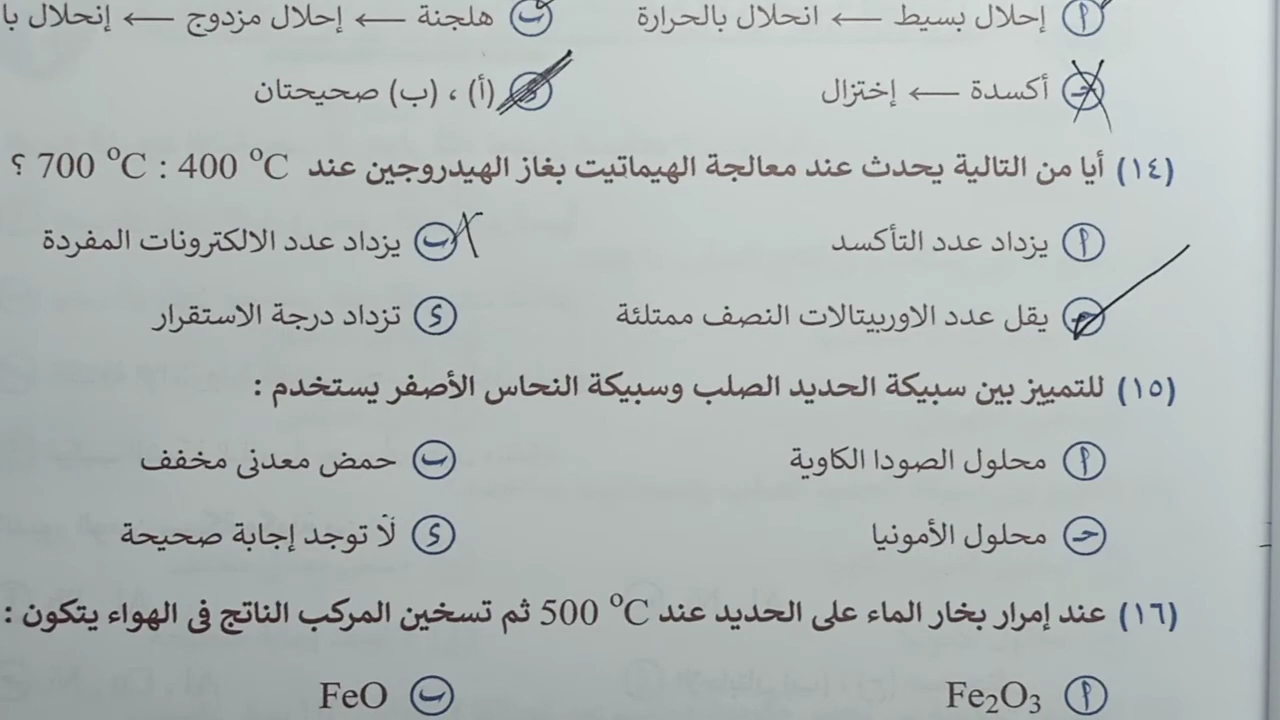 أ إحلال بسيط ← انحلال بالحرارة ب هلجنة ← إحلال مزدوج ← إنحلال
حـ أكسدة ← إختزال (أ) ، (ب) صحيحتان
(١٤) أيا من التالية يحدث عند معالجة الهيماتيت بغاز الهيدروجين عند 700 °C : 400 °C ؟
أ يزداد عدد التأكسد ب يزداد عدد الالكترونات المفردة
حـ يقل عدد الاوربيتالات النصف ممتلئة د تزداد درجة الاستقرار
(١٥) للتمييز بين سبيكة الحديد الصلب وسبيكة النحاس الأصفر يستخدم :
أ محلول الصودا الكاوية ب حمض معدنى مخفف
حـ محلول الأمونيا د لا توجد إجابة صحيحة
(١٦) عند إمرار بخار الماء على الحديد عند 500 °C ثم تسخين المركب الناتج فى الهواء يتكون :
أ Fe₂O₃ ب FeO